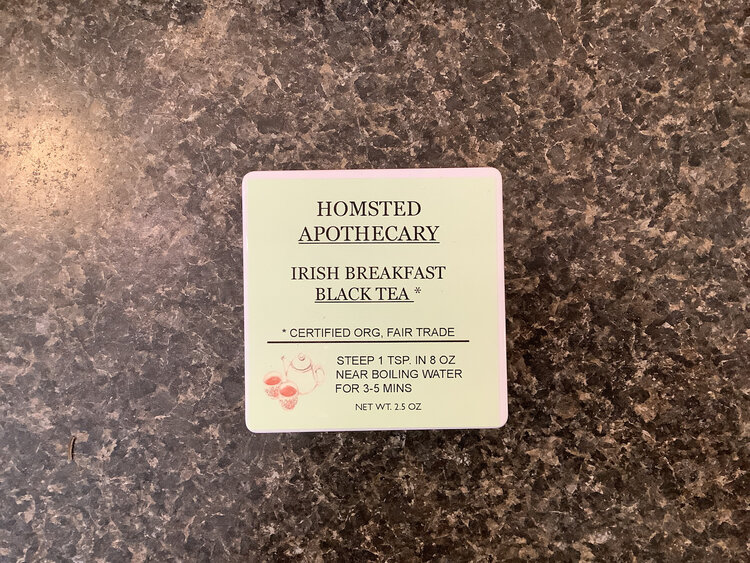 HOMSTED
APOTHECARY
IRISH BREAKFAST
BLACK TEA *
* CERTIFIED ORG, FAIR TRADE
STEEP 1 TSP. IN 8 OZ
NEAR BOILING WATER
FOR 3-5 MINS
NET WT. 2.5 OZ